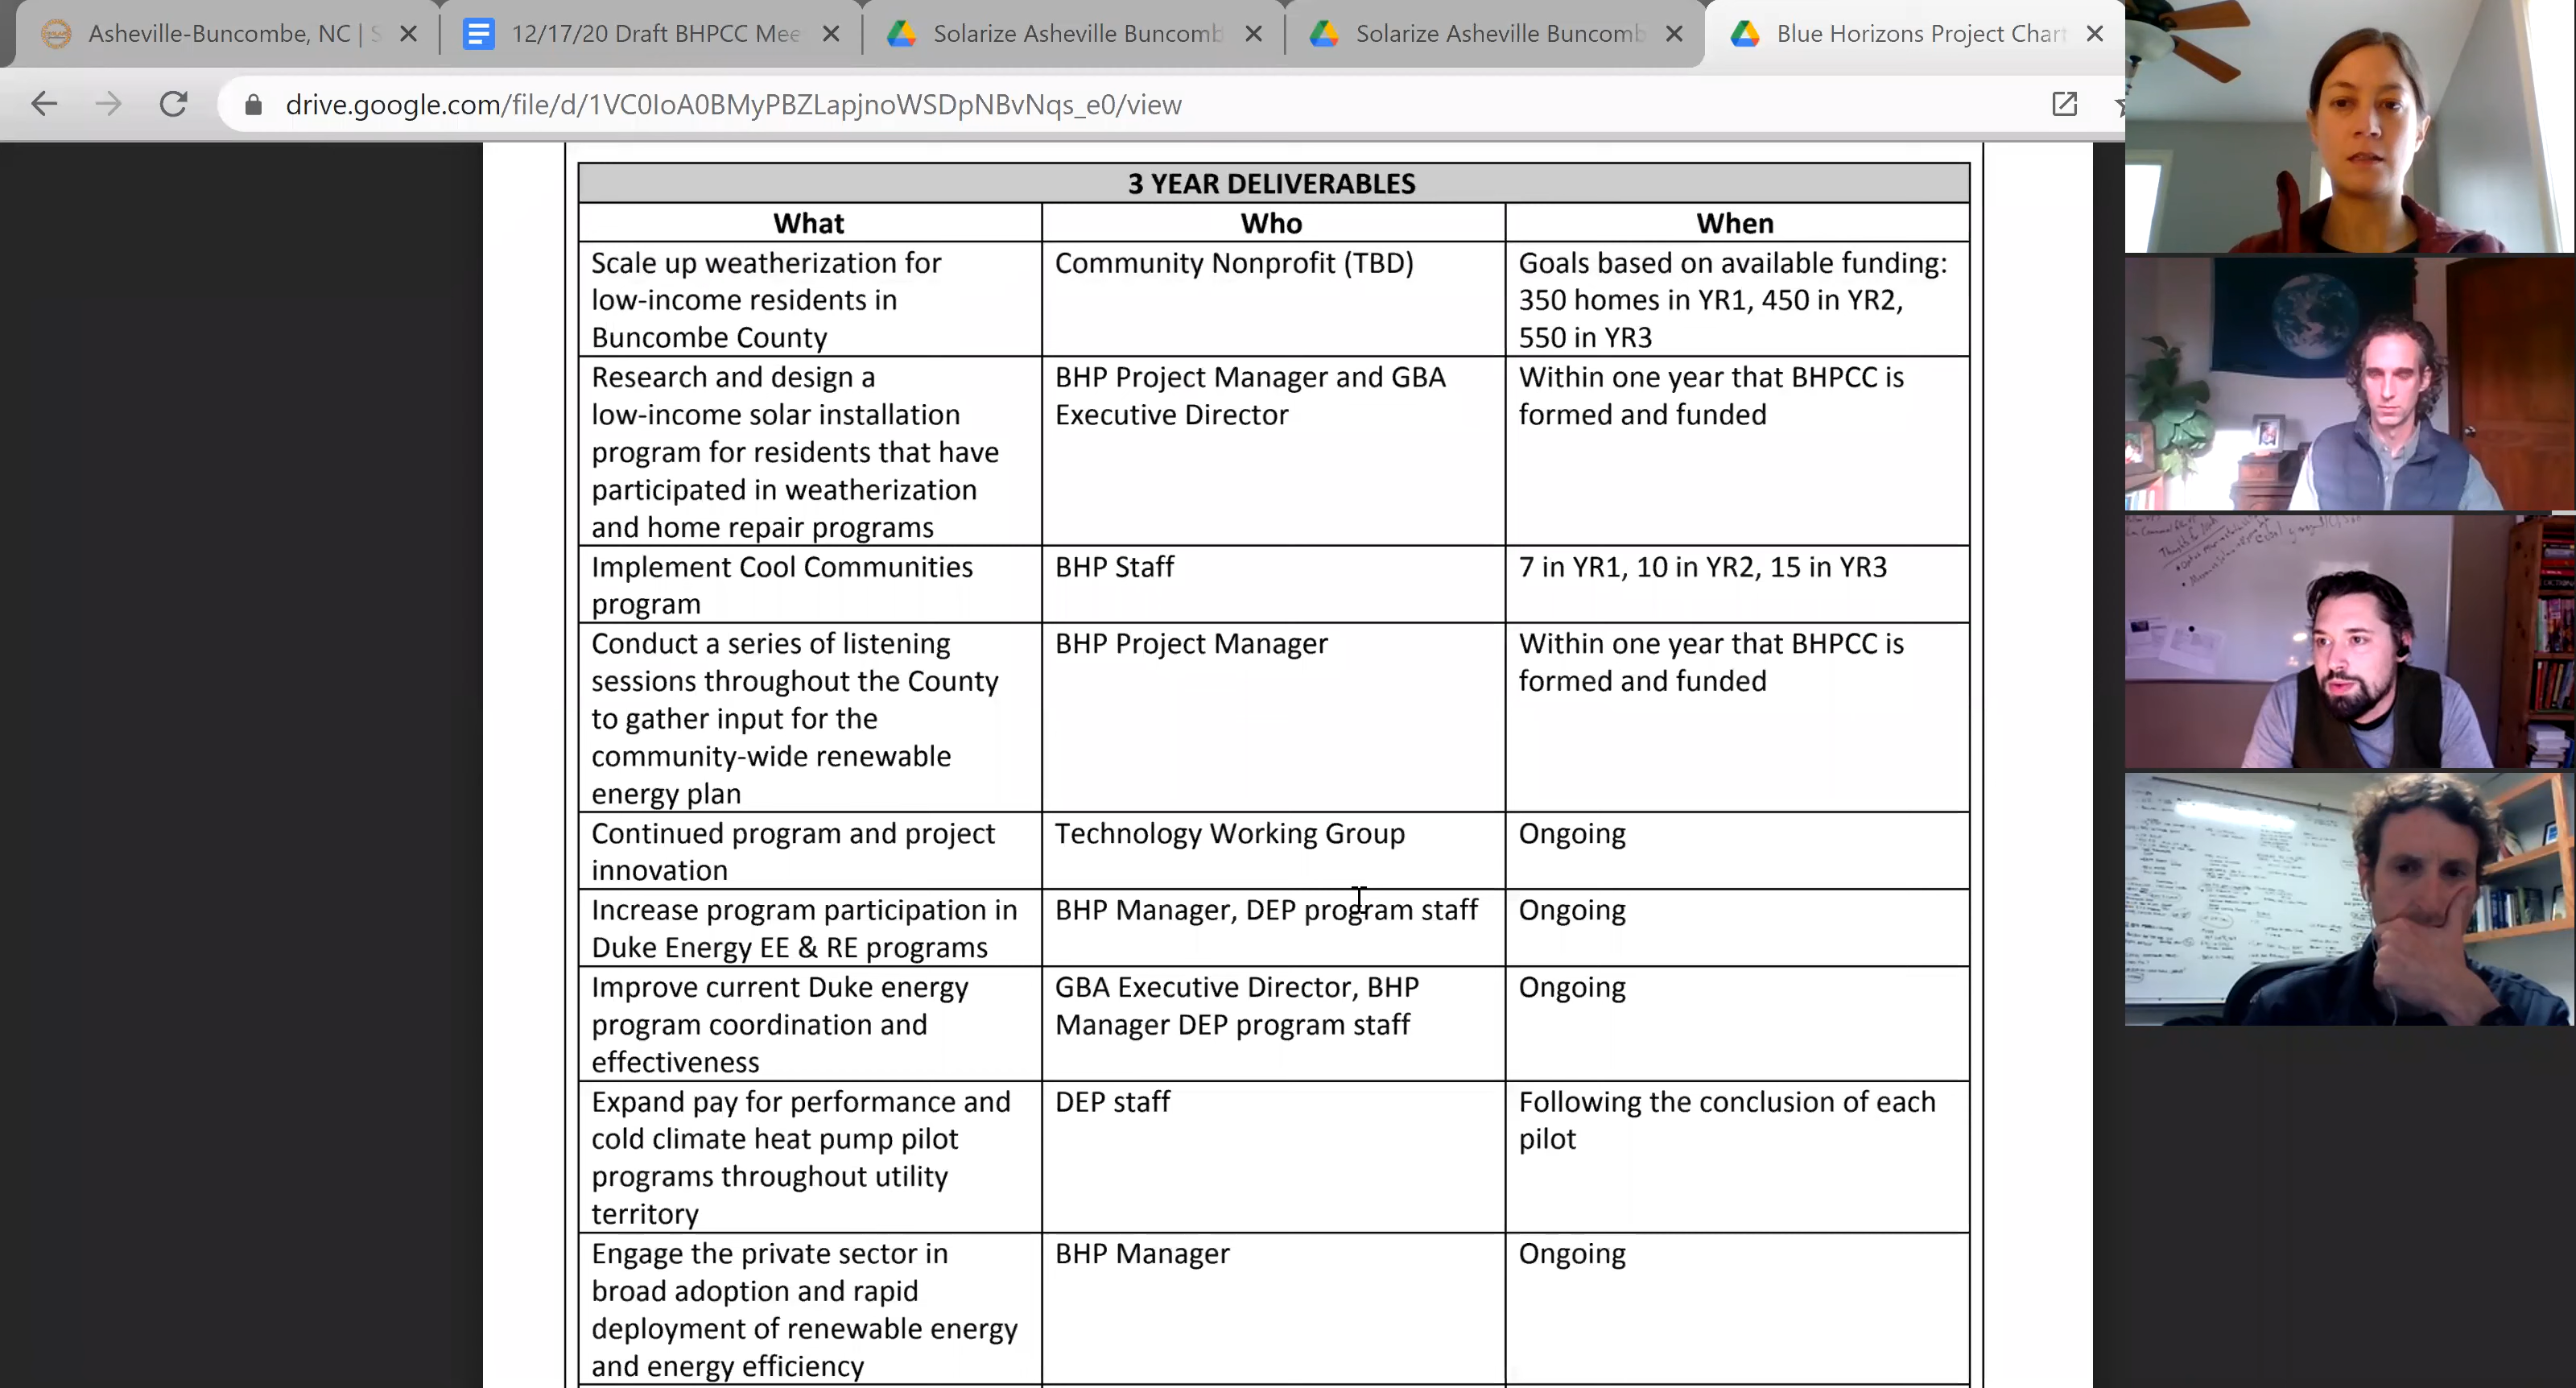 Asheville-Buncombe, NC | S
12/17/20 Draft BHPCC Mee
Solarize Asheville Buncomb
Solarize Asheville Buncomb
Blue Horizons Project Chart
drive.google.com/file/d/1VC0IoA0BMyPBZLapjnoWSDpNBvNqs_e0/view
3 YEAR DELIVERABLES
What
Who
When
Scale up weatherization for
low-income residents in
Buncombe County
Community Nonprofit (TBD)
Goals based on available funding:
350 homes in YR1, 450 in YR2,
550 in YR3
Research and design a
low-income solar installation
program for residents that have
participated in weatherization
and home repair programs
BHP Project Manager and GBA
Executive Director
Within one year that BHPCC is
formed and funded
Implement Cool Communities
program
BHP Staff
7 in YR1, 10 in YR2, 15 in YR3
Conduct a series of listening
sessions throughout the County
to gather input for the
community-wide renewable
energy plan
BHP Project Manager
Within one year that BHPCC is
formed and funded
Continued program and project
innovation
Technology Working Group
Ongoing
Increase program participation in
Duke Energy EE & RE programs
BHP Manager, DEP program staff
Ongoing
Improve current Duke energy
program coordination and
effectiveness
GBA Executive Director, BHP
Manager DEP program staff
Ongoing
Expand pay for performance and
cold climate heat pump pilot
programs throughout utility
territory
DEP staff
Following the conclusion of each
pilot
Engage the private sector in
broad adoption and rapid
deployment of renewable energy
and energy efficiency
BHP Manager
Ongoing